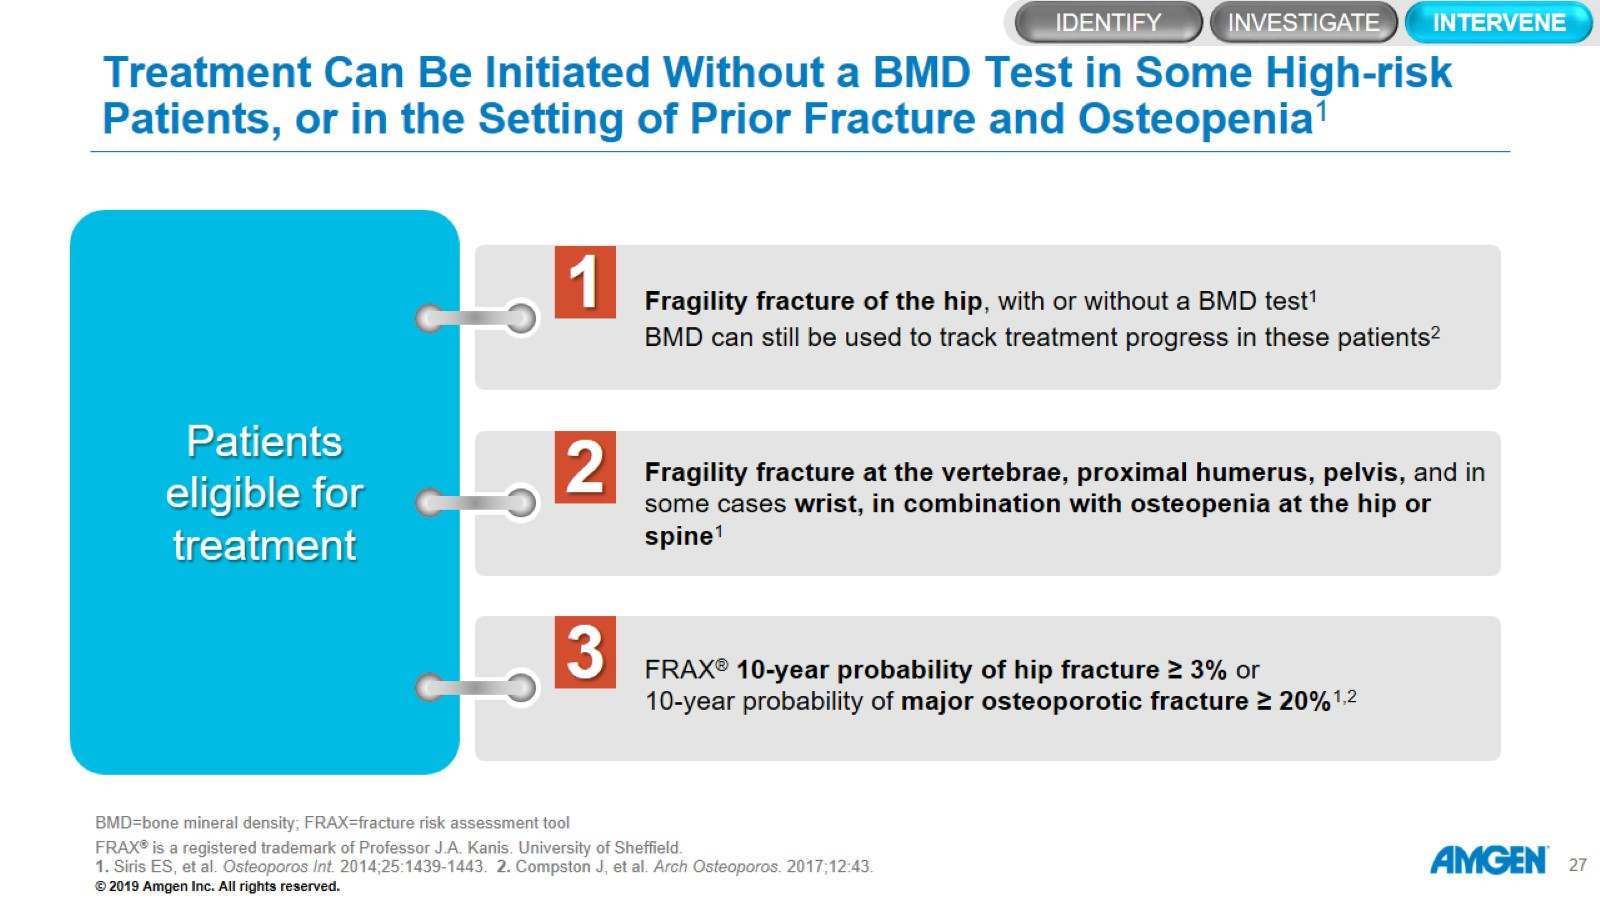 IDENTIFY INVESTIGATE INTERVENE
Treatment Can Be Initiated Without a BMD Test in Some High-risk
Patients, or in the Setting of Prior Fracture and Osteopenia¹
Patients
eligible for
treatment
1
Fragility fracture of the hip, with or without a BMD test¹
BMD can still be used to track treatment progress in these patients²
2
Fragility fracture at the vertebrae, proximal humerus, pelvis, and in
some cases wrist, in combination with osteopenia at the hip or
spine¹
3
FRAX® 10-year probability of hip fracture ≥ 3% or
10-year probability of major osteoporotic fracture ≥ 20%¹,²
BMD=bone mineral density; FRAX=fracture risk assessment tool
FRAX® is a registered trademark of Professor J.A. Kanis. University of Sheffield.
1. Siris ES, et al. Osteoporos Int. 2014;25:1439-1443. 2. Compston J, et al. Arch Osteoporos. 2017;12:43.
© 2019 Amgen Inc. All rights reserved.
AMGEN 27